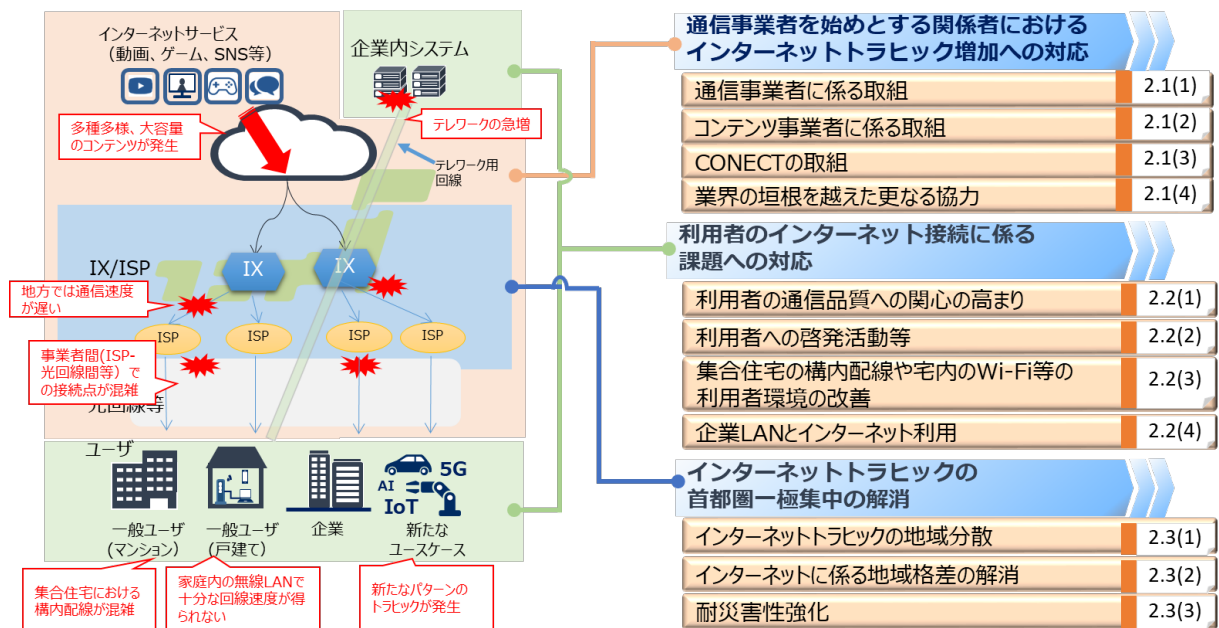 インターネットサービス
(動画、ゲーム、SNS等)
企業内システム
多種多様、大容量
のコンテンツが発生
テレワークの急増
テレワーク用
回線
IX/ISP
IX
IX
地方では通信速度
が遅い
ISP
ISP
ISP
ISP
事業者間(ISP-
光回線間等）で
の接続点が混雑
光回線等
ユーザ
5G
AI
IoT
一般ユーザ
(マンション)
一般ユーザ
(戸建て)
企業
新たな
ユースケース
集合住宅における
構内配線が混雑
家庭内の無線LANで
十分な回線速度が得
られない
新たなパターンの
トラヒックが発生
通信事業者を始めとする関係者における
インターネットトラヒック増加への対応
通信事業者に係る取組 2.1(1)
コンテンツ事業者に係る取組 2.1(2)
CONECTの取組 2.1(3)
業界の垣根を越えた更なる協力 2.1(4)
利用者のインターネット接続に係る
課題への対応
利用者の通信品質への関心の高まり 2.2(1)
利用者への啓発活動等 2.2(2)
集合住宅の構内配線や宅内のWi-Fi等の
利用者環境の改善 2.2(3)
企業LANとインターネット利用 2.2(4)
インターネットトラヒックの
首都圏一極集中の解消
インターネットトラヒックの地域分散 2.3(1)
インターネットに係る地域格差の解消 2.3(2)
耐災害性強化 2.3(3)